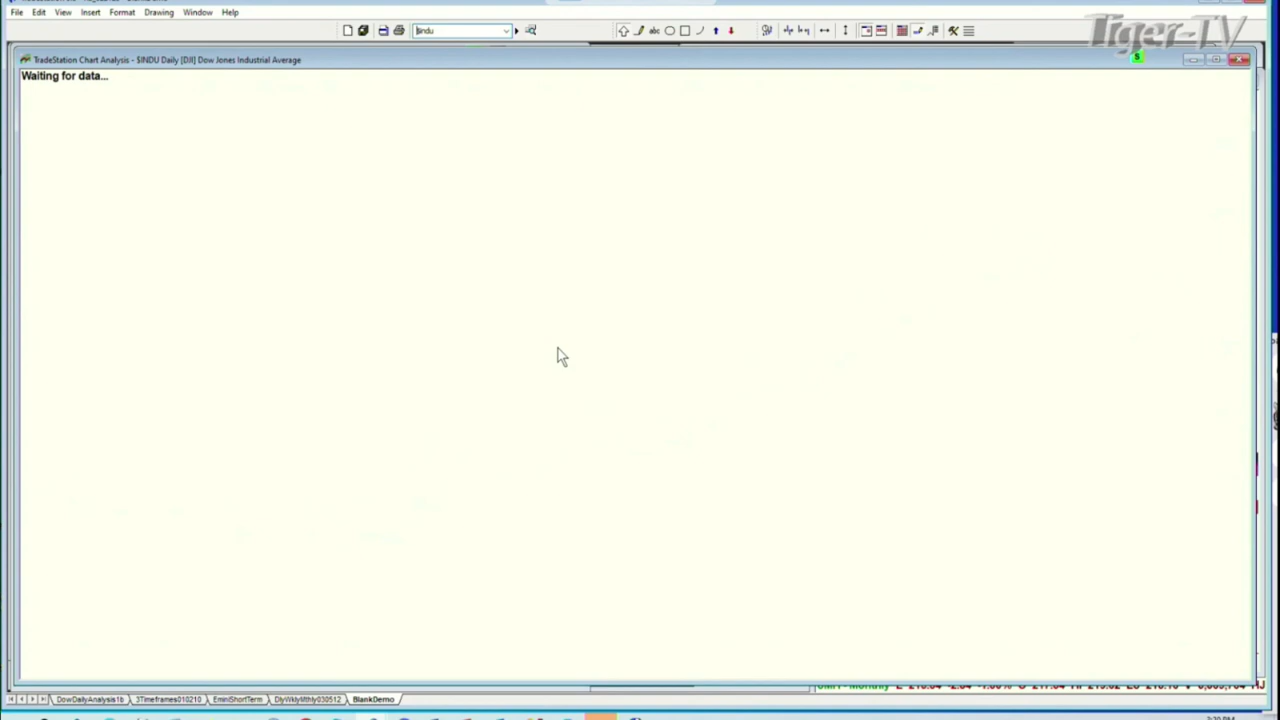 File Edit View Insert Format Drawing Window Help
$indu
abc
Tiger-TV
TradeStation Chart Analysis - $INDU Daily [DJI] Dow Jones Industrial Average
S
Waiting for data...
DowDailyAnalysis1b 3Timeframes010210 EminiShortTerm DlyWklyMthly030512 BlankDemo